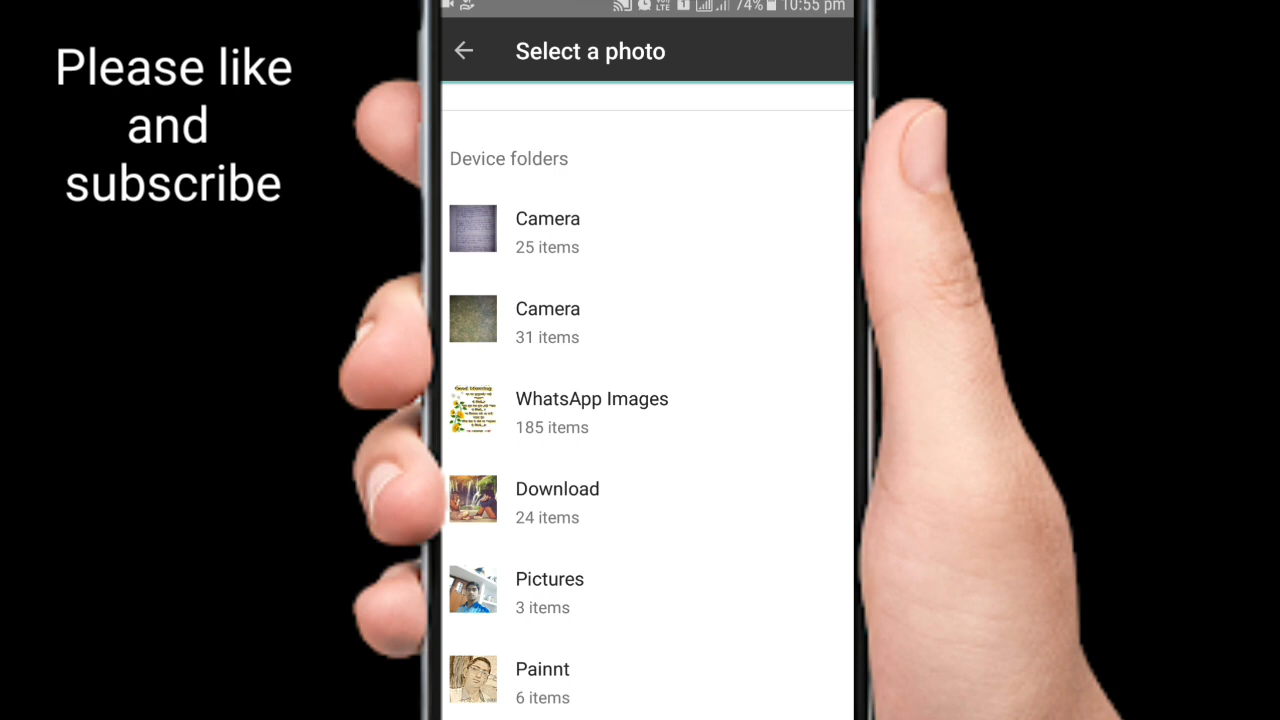 Please like
and
subscribe
74% 10:55 pm
Select a photo
Device folders
Camera
25 items
Camera
31 items
WhatsApp Images
185 items
Download
24 items
Pictures
3 items
Painnt
6 items